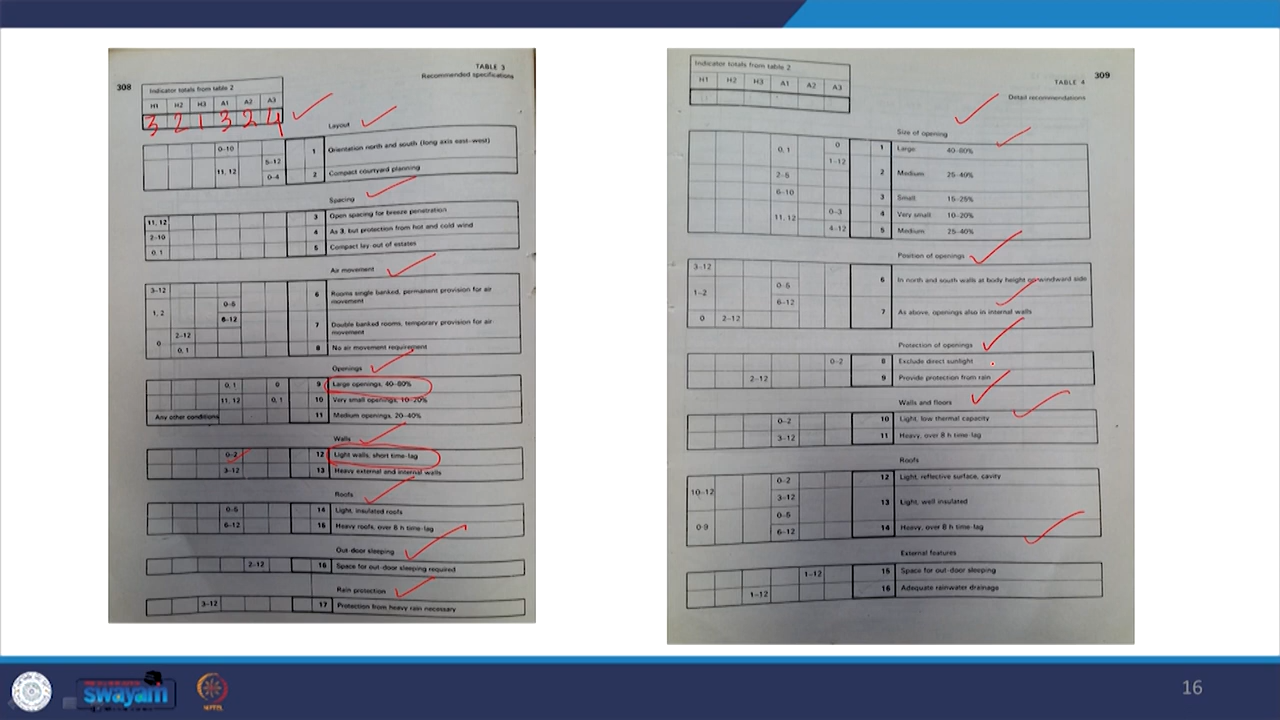 308
TABLE 3
Recommended specifications
Indicator totals from table 2
H1 H2 H3 A1 A2 A3
3 2 1 3 2 4
Layout
0–10 1 Orientation north and south (long axis east–west)
11, 12 5–12
0–4 2 Compact courtyard planning
Spacing
11, 12 3 Open spacing for breeze penetration
2–10 4 As 3, but protection from hot and cold wind
0, 1 5 Compact lay-out of estates
Air movement
3–12 6 Rooms single banked, permanent provision for air movement
1, 2 0–5
6–12 7 Double banked rooms, temporary provision for air movement
0 2–12
0, 1 8 No air movement requirement
Openings
0, 1 0 9 Large openings, 40–80%
11, 12 0, 1 10 Very small openings, 10–20%
Any other conditions 11 Medium openings, 20–40%
Walls
0–2 12 Light walls, short time-lag
3–12 13 Heavy external and internal walls
Roofs
0–5 14 Light, insulated roofs
6–12 15 Heavy roofs, over 8 h time-lag
Out door sleeping
2–12 16 Space for out-door sleeping required
Rain protection
3–12 17 Protection from heavy rain necessary
Indicator totals from table 2
309
H1 H2 H3 A1 A2 A3
TABLE 4
Detail recommendations
Size of opening
0, 1 0 1 Large 40–80%
1–12
2–5 2 Medium 25–40%
6–10 3 Small 15–25%
11, 12 0–3 4 Very small 10–20%
4–12 5 Medium 25–40%
Position of openings
3–12 6 In north and south walls at body height on windward side
1–2 0–5
6–12
0 2–12 7 As above, openings also in internal walls
Protection of openings
0–2 8 Exclude direct sunlight
2–12 9 Provide protection from rain
Walls and floors
0–2 10 Light, low thermal capacity
3–12 11 Heavy, over 8 h time-lag
Roofs
10–12 0–2 12 Light, reflective surface, cavity
3–12 13 Light, well insulated
0–9 0–5
6–12 14 Heavy, over 8 h time-lag
External features
1–12 15 Space for out-door sleeping
1–12 16 Adequate rainwater drainage
swayam
NPTEL
16